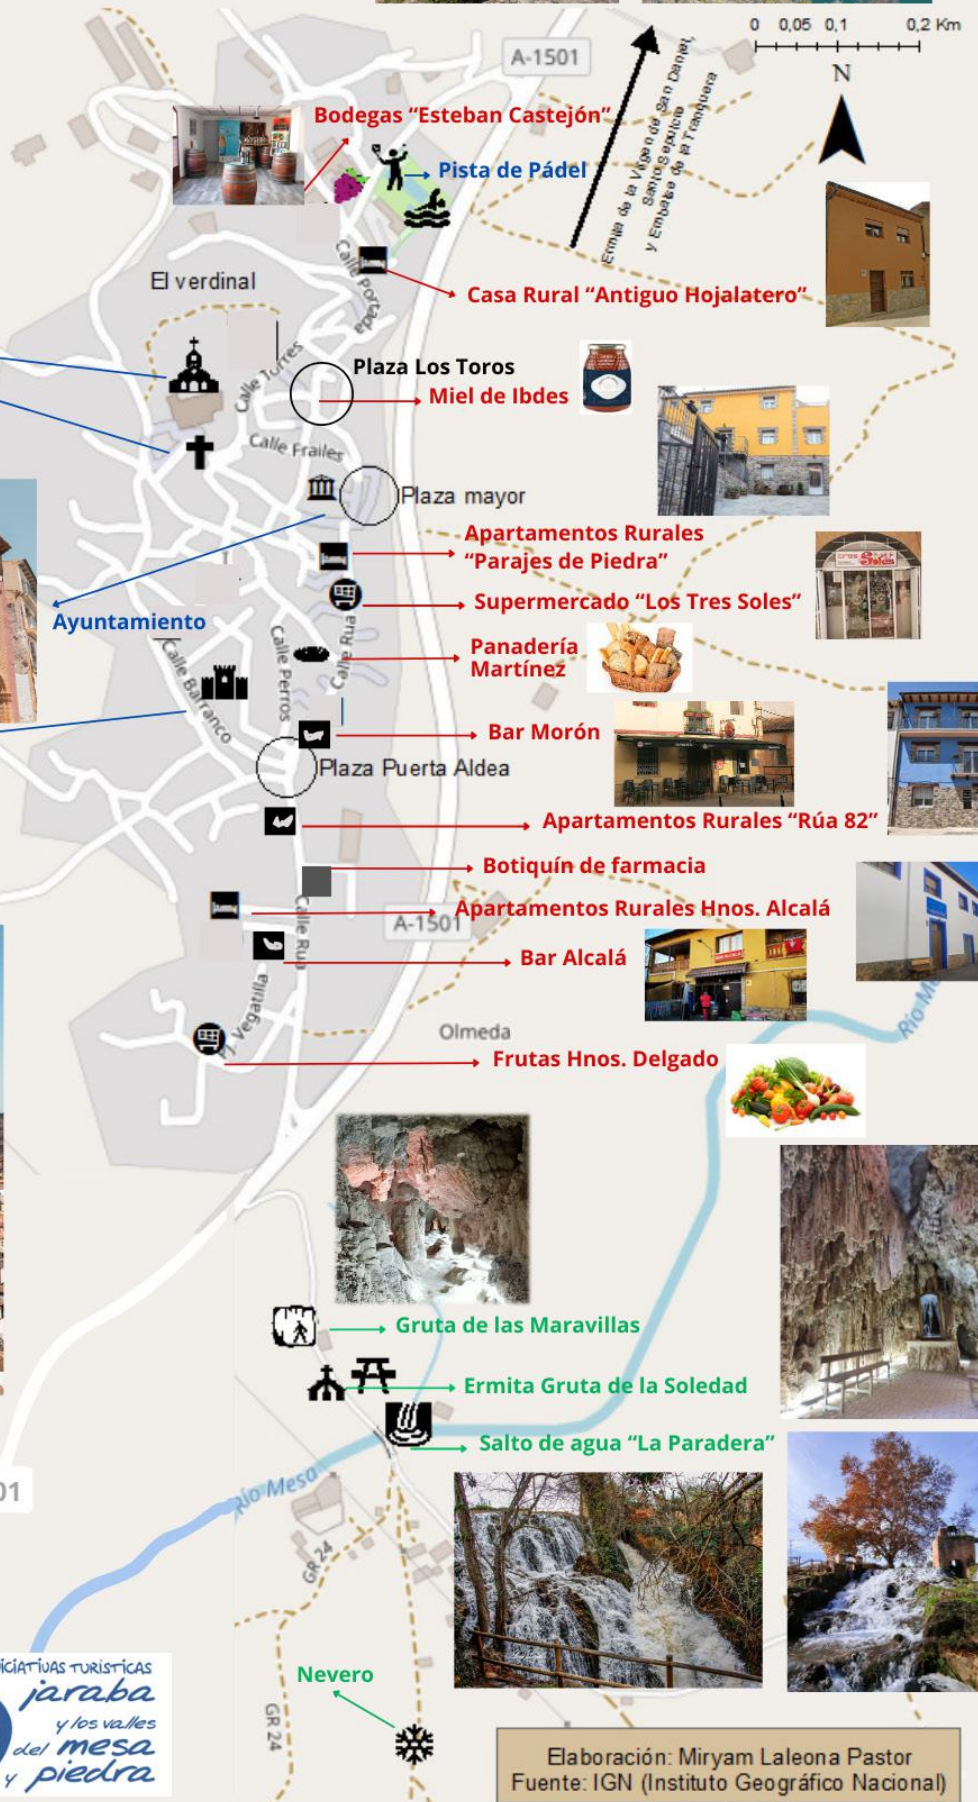 0 0,05 0,1 0,2 Km
N
A-1501
Ermita de la Virgen de San Daniel,
Santo Sepulcro
y Embalse de la Tranquera
Bodegas “Esteban Castejón”
Pista de Pádel
Calle Portezada
El verdinal
Casa Rural “Antiguo Hojalatero”
Calle Torres
Plaza Los Toros
Miel de Ibdes
Calle Frailes
Plaza mayor
Apartamentos Rurales
“Parajes de Piedra”
Supermercado “Los Tres Soles”
Ayuntamiento
Calle Barranco
Calle Perros
Calle Rua
Panadería
Martínez
Bar Morón
Plaza Puerta Aldea
Apartamentos Rurales “Rúa 82”
Botiquín de farmacia
Apartamentos Rurales Hnos. Alcalá
A-1501
Calle Rua
Bar Alcalá
Vegatilla
Olmeda
Frutas Hnos. Delgado
Gruta de las Maravillas
Ermita Gruta de la Soledad
Salto de agua “La Paradera”
01
Río Mesa
GR 24
Nevero
GR 24
ICIATIVAS TURÍSTICAS
jaraba
y los valles
del mesa
y piedra
Elaboración: Miryam Laleona Pastor
Fuente: IGN (Instituto Geográfico Nacional)